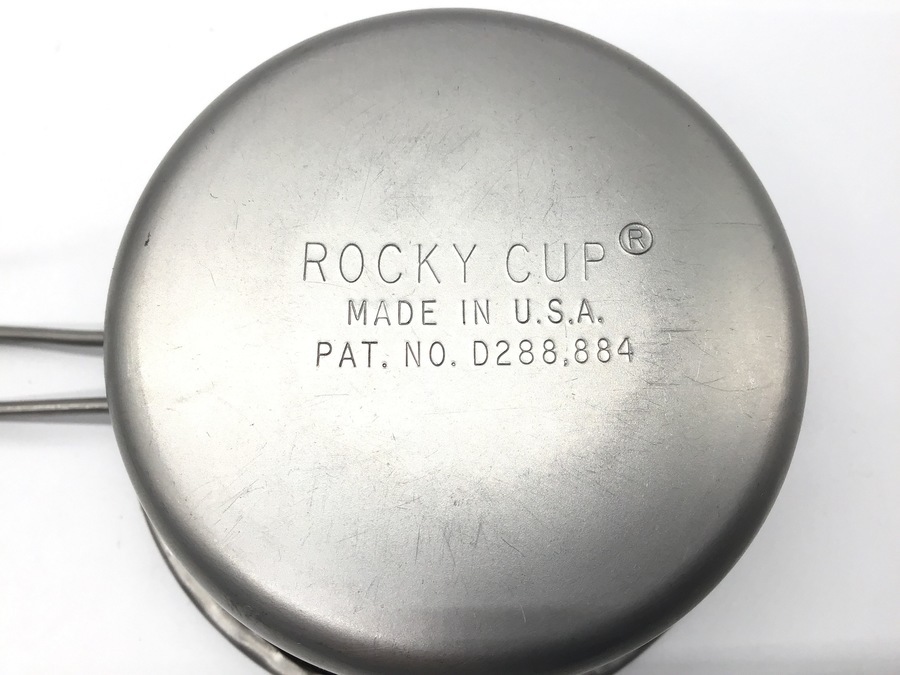 ROCKY CUP®
MADE IN U.S.A.
PAT. NO. D288,884